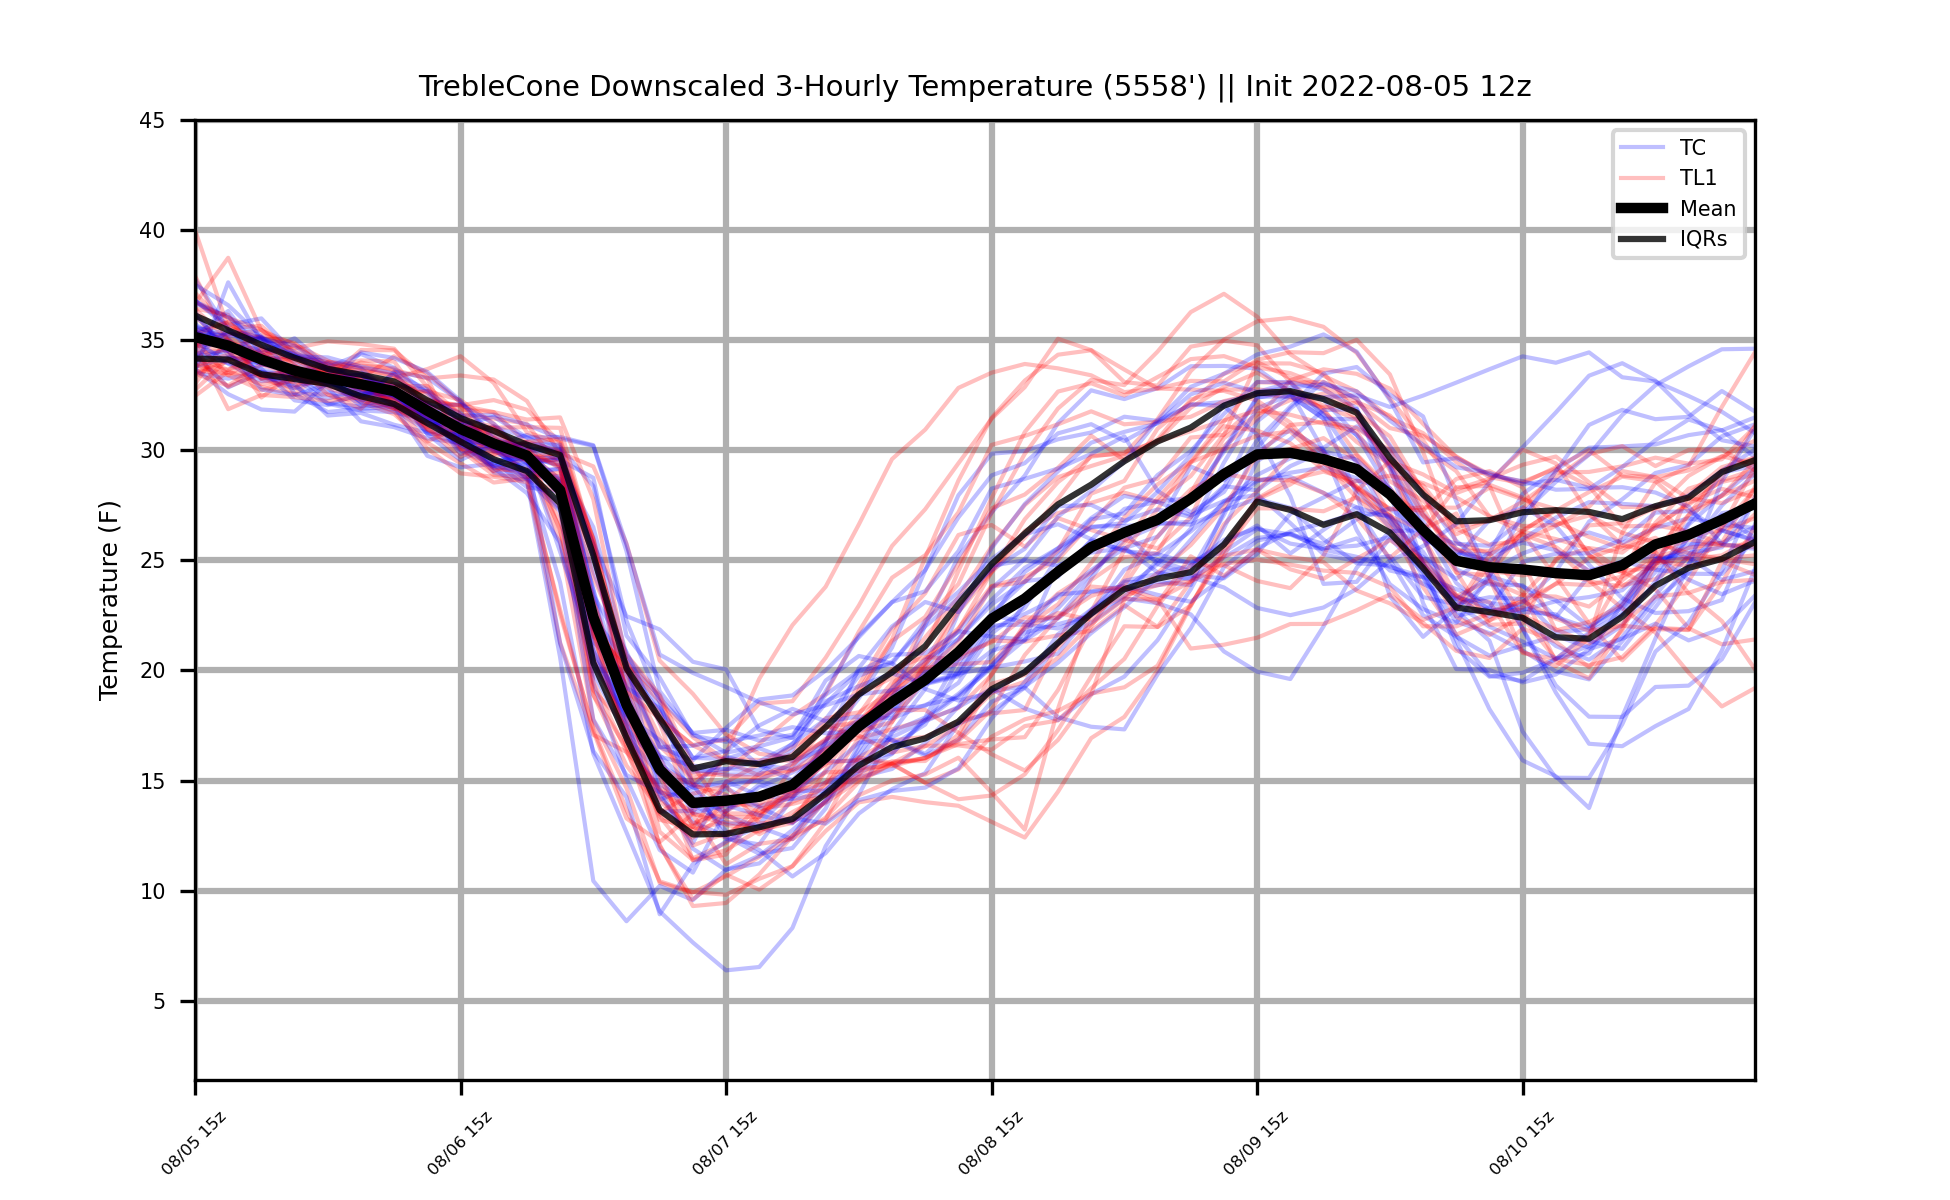 TrebleCone Downscaled 3-Hourly Temperature (5558') || Init 2022-08-05 12z
TC
TL1
Mean
IQRs
Temperature (F)
45
40
35
30
25
20
15
10
5
08/05 15z
08/06 15z
08/07 15z
08/08 15z
08/09 15z
08/10 15z